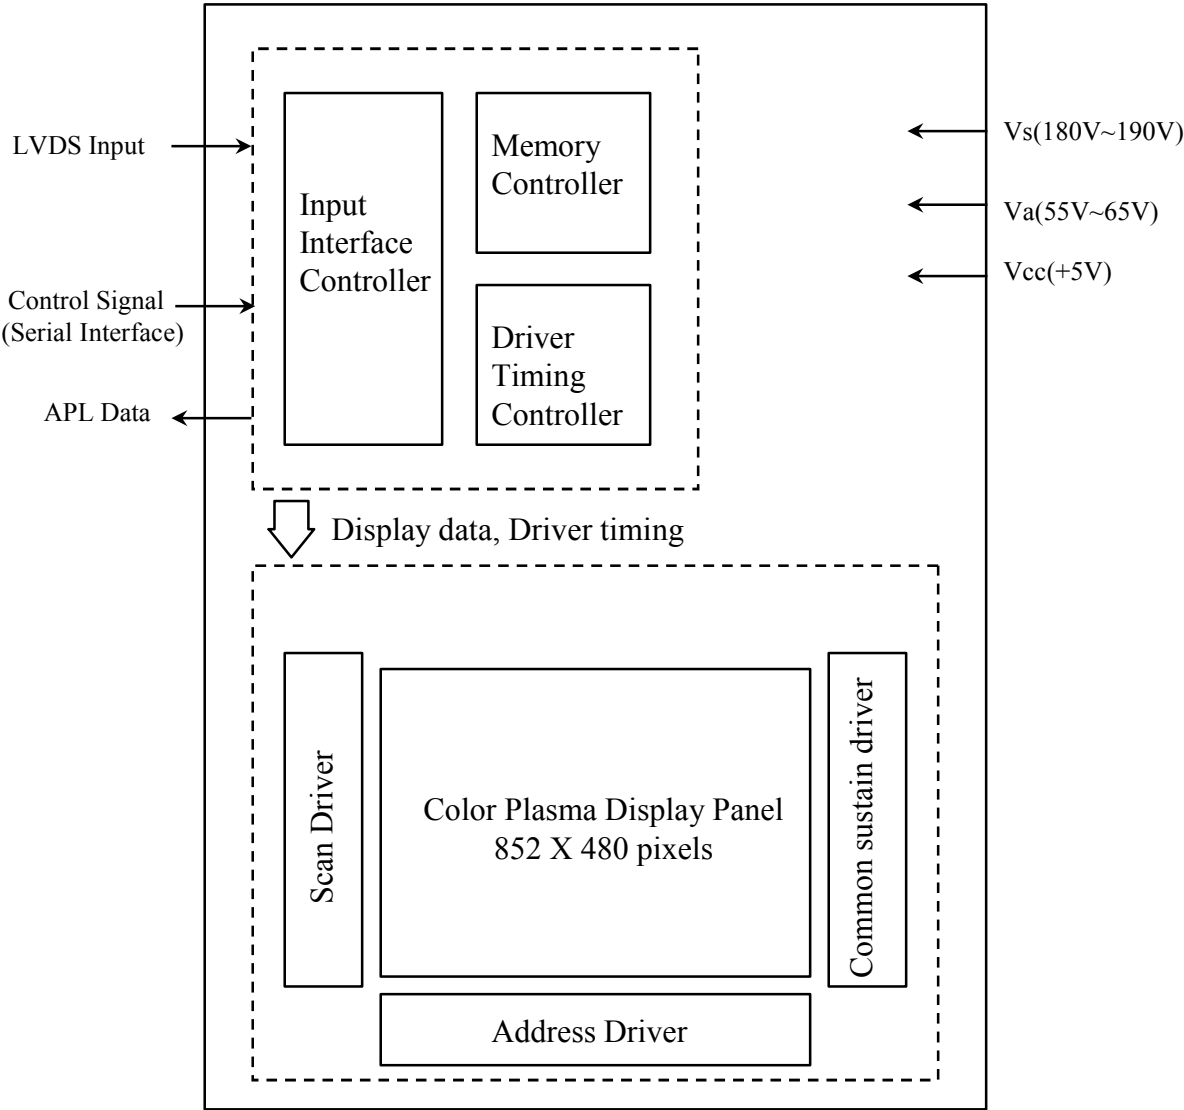 LVDS Input
Control Signal
(Serial Interface)
APL Data
Input
Interface
Controller
Memory
Controller
Driver
Timing
Controller
Vs(180V~190V)
Va(55V~65V)
Vcc(+5V)
Display data, Driver timing
Scan Driver
Color Plasma Display Panel
852 X 480 pixels
Common sustain driver
Address Driver